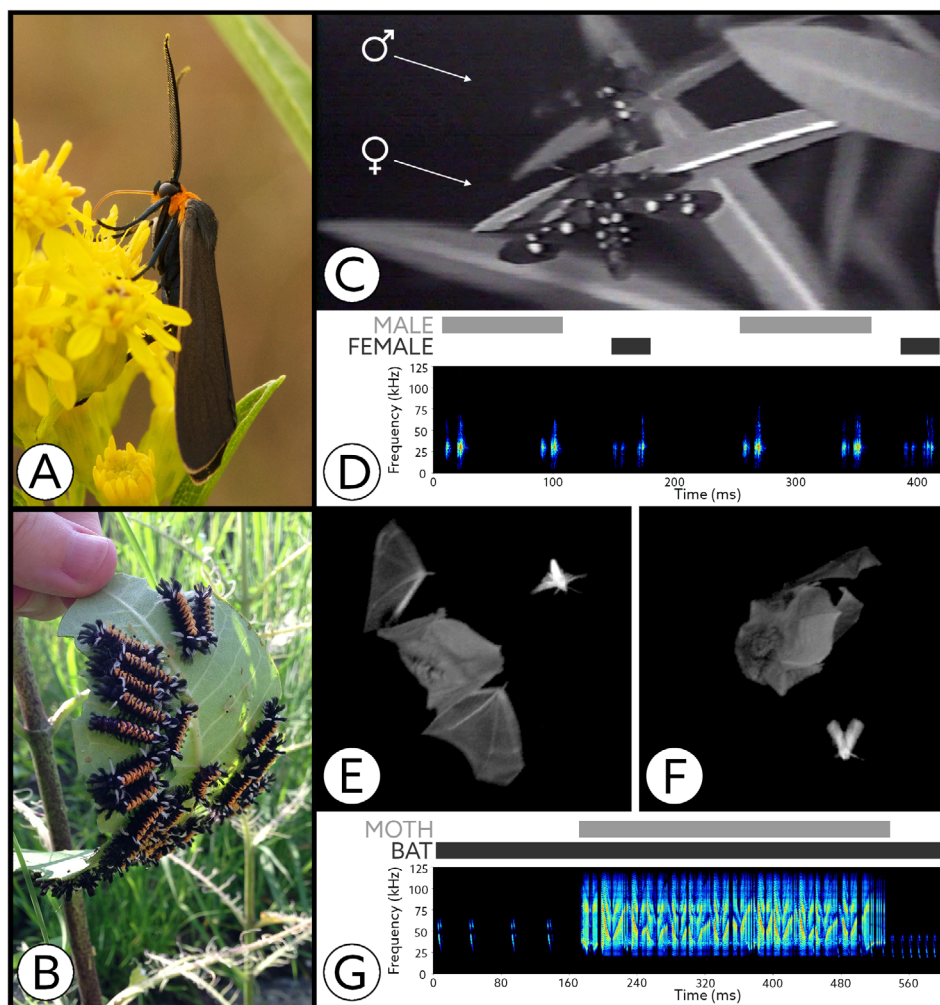 A
B
♂
♀
C
MALE
FEMALE
Frequency (kHz)
125
100
75
50
25
0
0 100 200 300 400
Time (ms)
D
E
F
MOTH
BAT
Frequency (kHz)
125
100
75
50
25
0
0 80 160 240 320 400 480 560
Time (ms)
G